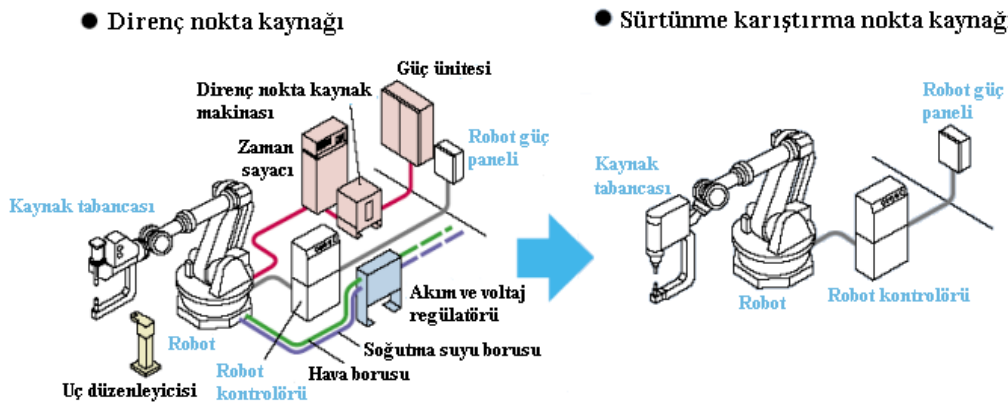 ● Direnç nokta kaynağı
● Sürtünme karıştırma nokta kaynağ
Güç ünitesi
Direnç nokta kaynak
makinası
Zaman
sayacı
Robot güç
paneli
Kaynak tabancası
Akım ve voltaj
regülatörü
Soğutma suyu borusu
Hava borusu
Robot
Robot
kontrolörü
Uç düzenleyicisi
Robot güç
paneli
Kaynak
tabancası
Robot
Robot kontrolörü